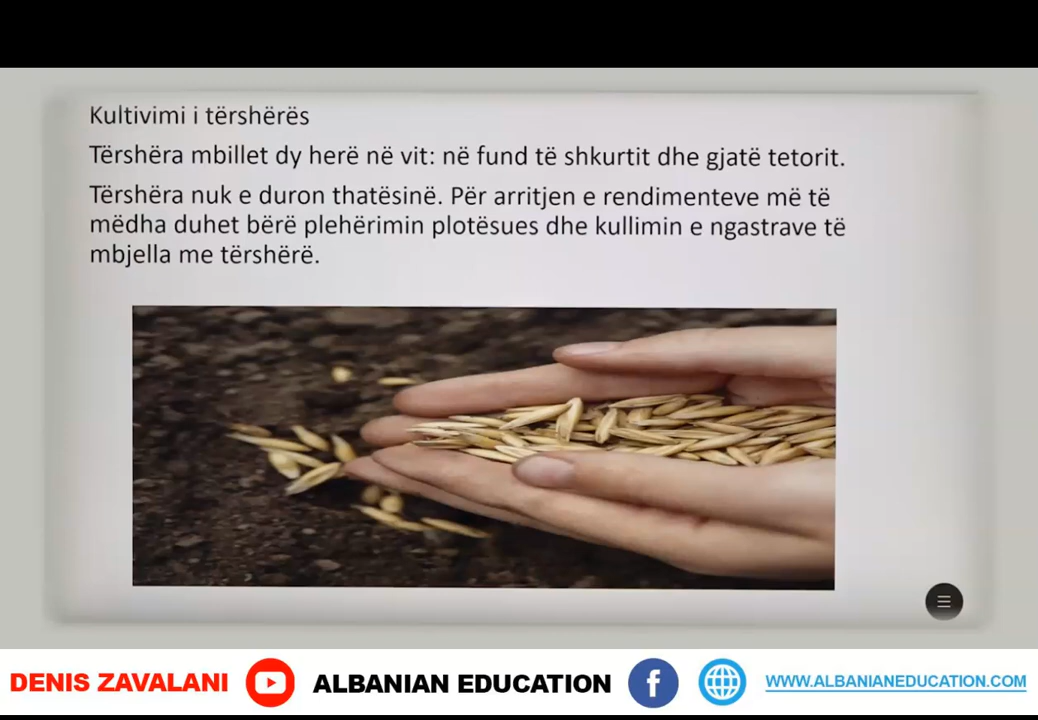 Kultivimi i tërshërës
Tërshëra mbillet dy herë në vit: në fund të shkurtit dhe gjatë tetorit.
Tërshëra nuk e duron thatësinë. Për arritjen e rendimenteve më të
mëdha duhet bërë plehërimin plotësues dhe kullimin e ngastrave të
mbjella me tërshërë.
DENIS ZAVALANI ALBANIAN EDUCATION WWW.ALBANIANEDUCATION.COM